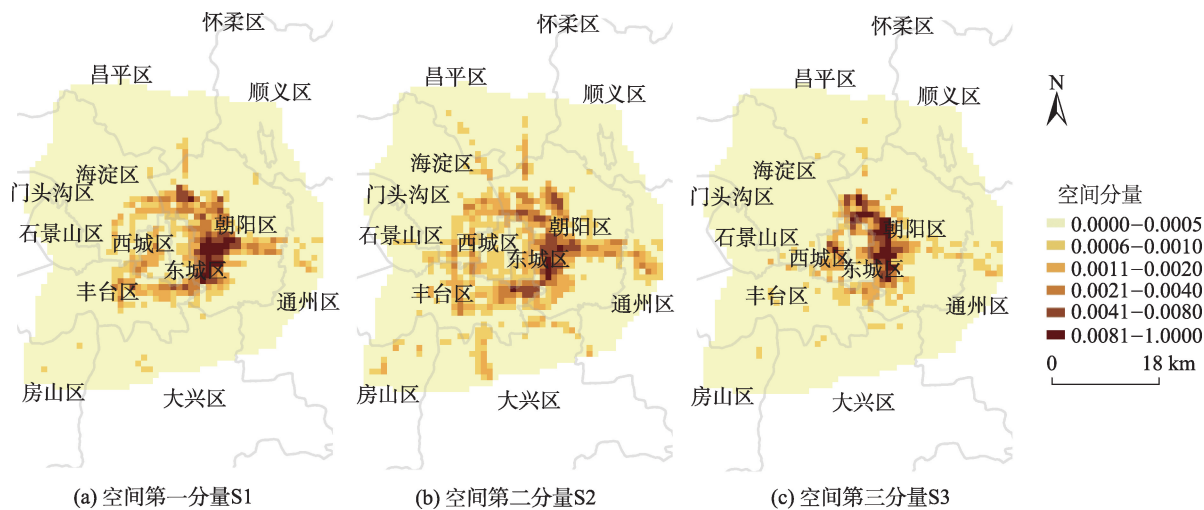 怀柔区
昌平区
顺义区
海淀区
门头沟区
石景山区
朝阳区
西城区
东城区
丰台区
通州区
房山区
大兴区
(a) 空间第一分量S1
怀柔区
昌平区
顺义区
海淀区
门头沟区
石景山区
朝阳区
西城区
东城区
丰台区
通州区
房山区
大兴区
(b) 空间第二分量S2
怀柔区
昌平区
顺义区
海淀区
门头沟区
石景山区
朝阳区
西城区
东城区
丰台区
通州区
房山区
大兴区
(c) 空间第三分量S3
N
空间分量
0.0000−0.0005
0.0006−0.0010
0.0011−0.0020
0.0021−0.0040
0.0041−0.0080
0.0081−1.0000
0 18 km